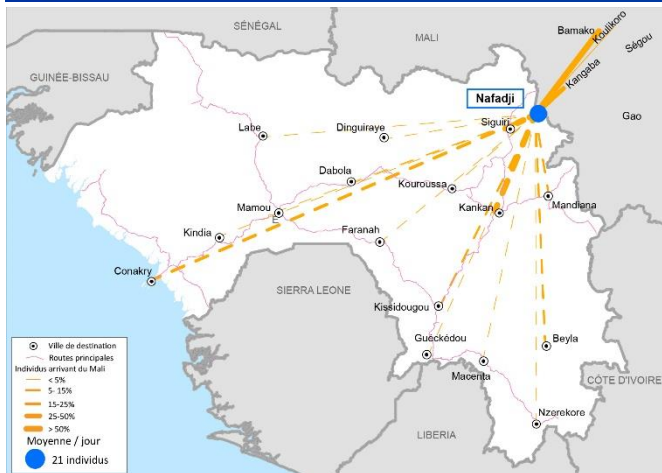 SÉNÉGAL
MALI
Bamako
Koulikoro
Ségou
GUINÉE-BISSAU
Kangaba
Nafadji
Gao
Siguiri
Labe
Dinguiraye
Dabola
Kouroussa
Mamou
Kankan
Mandiana
Kindia
Faranah
Conakry
SIERRA LEONE
Kissidougou
Guéckédou
Beyla
Macenta
CÔTE D'IVOIRE
Nzerekore
LIBERIA
Ville de destination
Routes principales
Individus arrivant du Mali
< 5%
5- 15%
15-25%
25-50%
> 50%
Moyenne / jour
21 individus